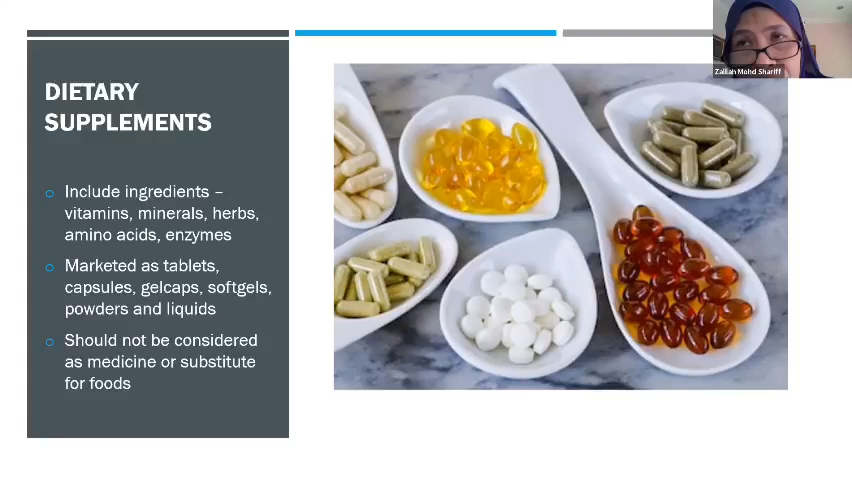 DIETARY
SUPPLEMENTS
Include ingredients –
vitamins, minerals, herbs,
amino acids, enzymes
Marketed as tablets,
capsules, gelcaps, softgels,
powders and liquids
Should not be considered
as medicine or substitute
for foods
Zalilah Mohd Shariff